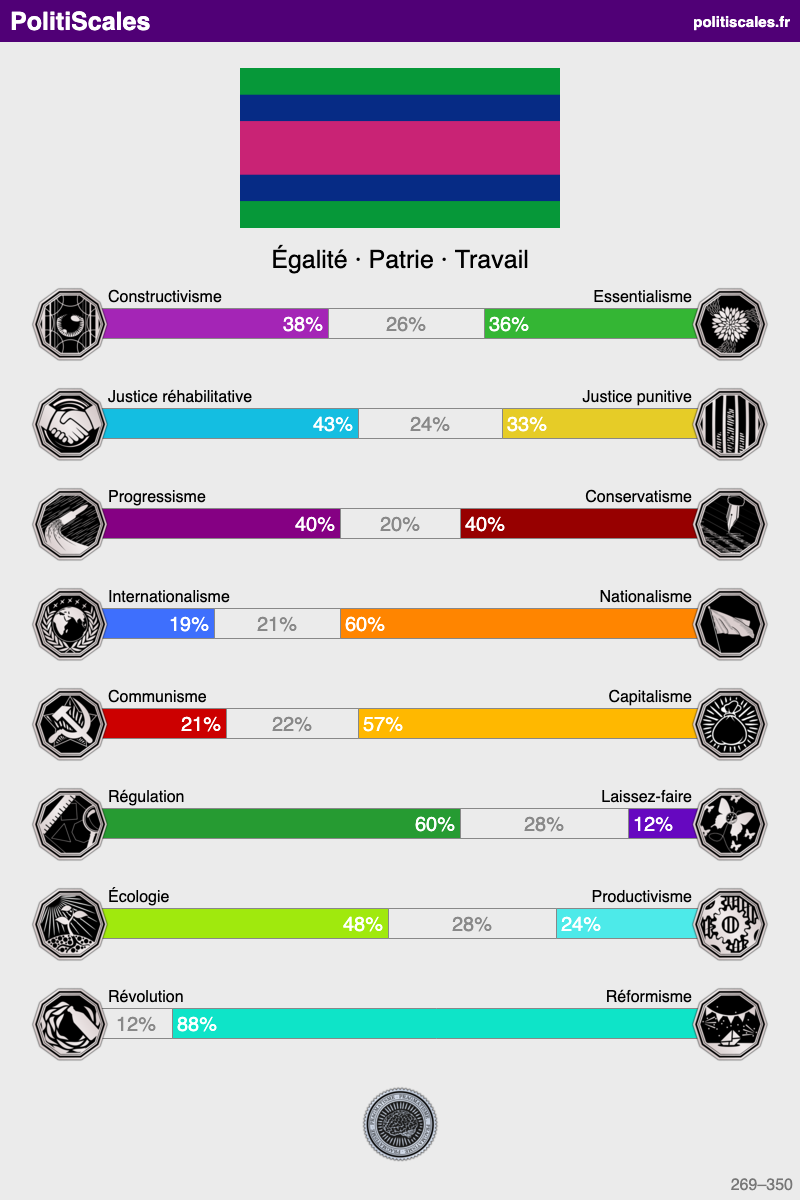 PolitiScales politiscales.fr
Égalité · Patrie · Travail
Constructivisme Essentialisme
38% 26% 36%
Justice réhabilitative Justice punitive
43% 24% 33%
Progressisme Conservatisme
40% 20% 40%
Internationalisme Nationalisme
19% 21% 60%
Communisme Capitalisme
21% 22% 57%
Régulation Laissez-faire
60% 28% 12%
Écologie Productivisme
48% 28% 24%
Révolution Réformisme
12% 88%
269–350